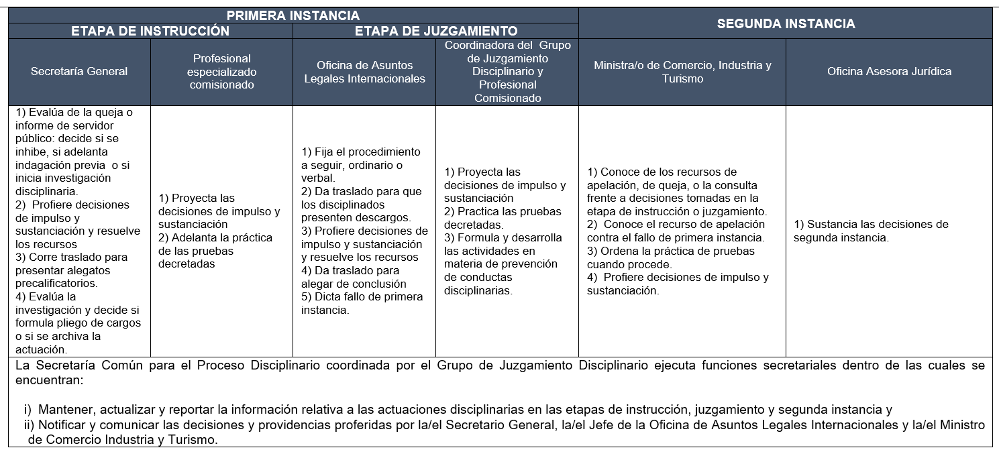 PRIMERA INSTANCIA
SEGUNDA INSTANCIA
ETAPA DE INSTRUCCIÓN
ETAPA DE JUZGAMIENTO
Secretaría General
Profesional
especializado
comisionado
Oficina de Asuntos
Legales Internacionales
Coordinadora del Grupo
de Juzgamiento
Disciplinario y
Profesional
Comisionado
Ministra/o de Comercio, Industria y
Turismo
Oficina Asesora Jurídica
1) Evalúa de la queja o
informe de servidor
público: decide si se
inhibe, si adelanta
indagación previa o si
inicia investigación
disciplinaria.
2) Profiere decisiones
de impulso y
sustanciación y resuelve
los recursos
3) Corre traslado para
presentar alegatos
precalificatorios.
4) Evalúa la
investigación y decide si
formula pliego de cargos
o si se archiva la
actuación.
1) Proyecta las
decisiones de impulso y
sustanciación
2) Adelanta la práctica
de las pruebas
decretadas
1) Fija el procedimiento
a seguir, ordinario o
verbal.
2) Da traslado para que
los disciplinados
presenten descargos.
3) Profiere decisiones de
impulso y sustanciación
y resuelve los recursos
4) Da traslado para
alegar de conclusión
5) Dicta fallo de primera
instancia.
1) Proyecta las
decisiones de impulso y
sustanciación
2) Practica las pruebas
decretadas.
3) Formula y desarrolla
las actividades en
materia de prevención
de conductas
disciplinarias.
1) Conoce de los recursos de
apelación, de queja, o la consulta
frente a decisiones tomadas en la
etapa de instrucción o juzgamiento.
2) Conoce el recurso de apelación
contra el fallo de primera instancia.
3) Ordena la práctica de pruebas
cuando procede.
4) Profiere decisiones de impulso y
sustanciación.
1) Sustancia las decisiones de
segunda instancia.
La Secretaría Común para el Proceso Disciplinario coordinada por el Grupo de Juzgamiento Disciplinario ejecuta funciones secretariales dentro de las cuales se
encuentran:
i) Mantener, actualizar y reportar la información relativa a las actuaciones disciplinarias en las etapas de instrucción, juzgamiento y segunda instancia y
ii) Notificar y comunicar las decisiones y providencias proferidas por la/el Secretario General, la/el Jefe de la Oficina de Asuntos Legales Internacionales y la/el Ministro
de Comercio Industria y Turismo.